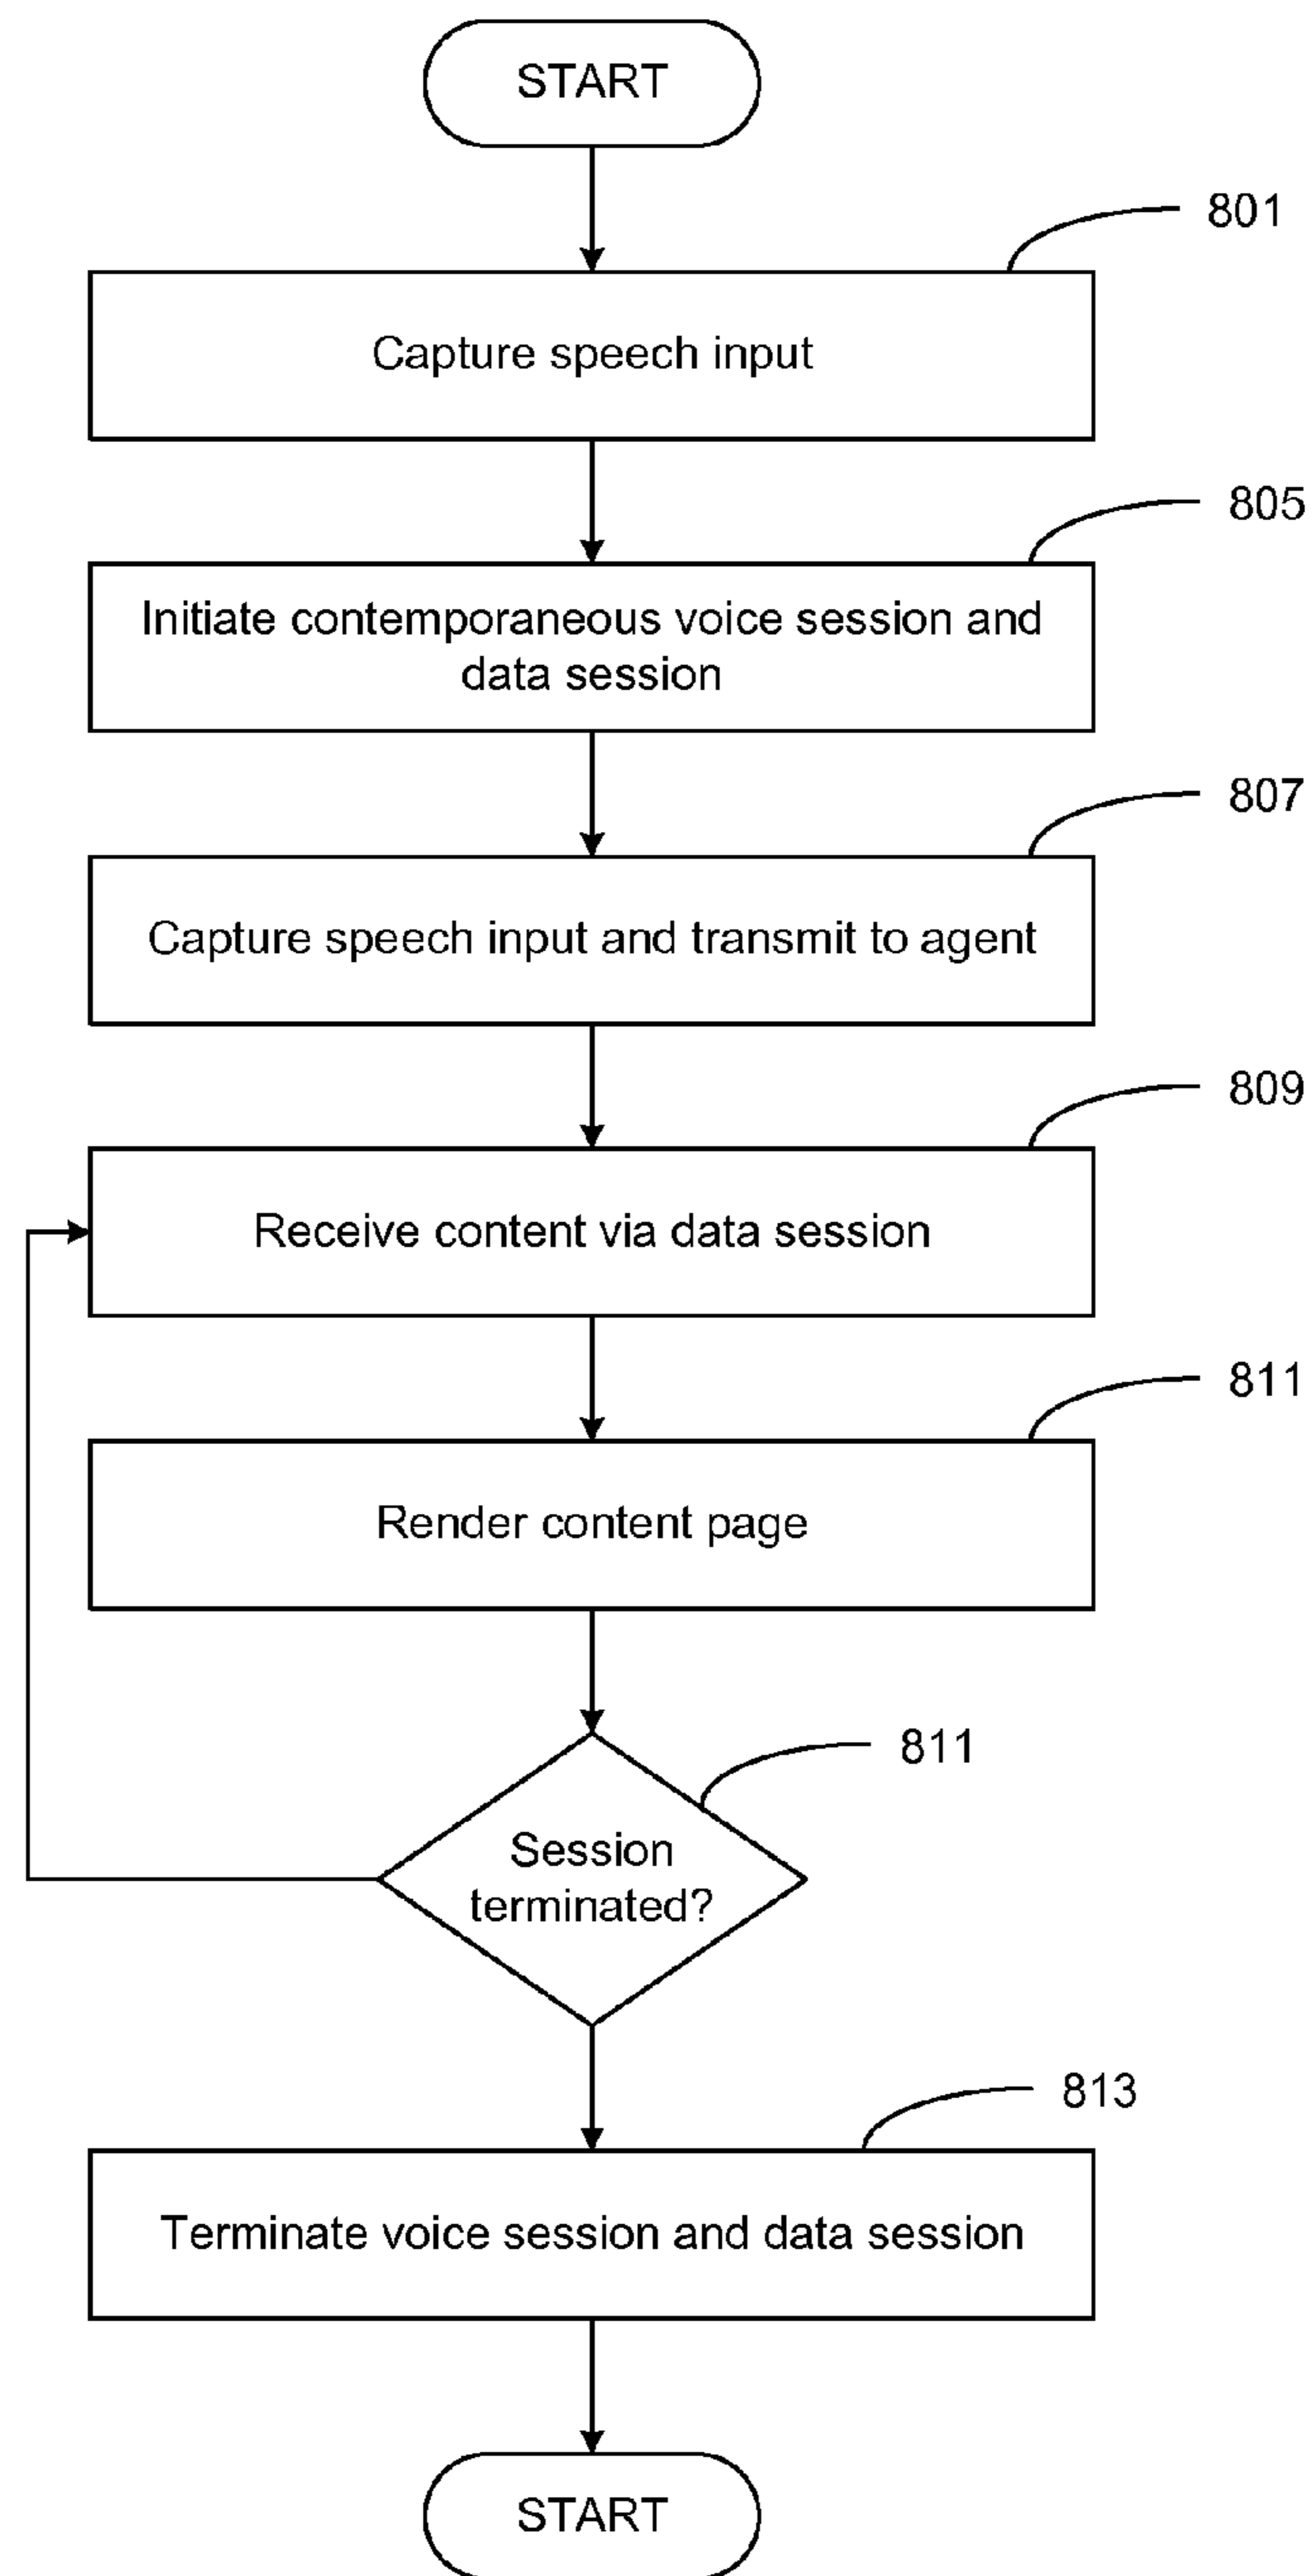 START
801
Capture speech input
805
Initiate contemporaneous voice session and
data session
807
Capture speech input and transmit to agent
809
Receive content via data session
811
Render content page
811
Session
terminated?
813
Terminate voice session and data session
START